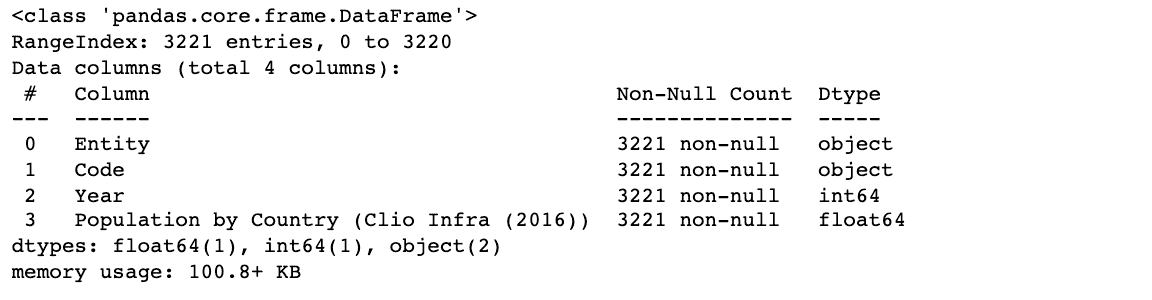 <class 'pandas.core.frame.DataFrame'>
RangeIndex: 3221 entries, 0 to 3220
Data columns (total 4 columns):
 #   Column                                       Non-Null Count  Dtype
---  ------                                       --------------  -----
 0   Entity                                       3221 non-null   object
 1   Code                                         3221 non-null   object
 2   Year                                         3221 non-null   int64
 3   Population by Country (Clio Infra (2016))  3221 non-null   float64
dtypes: float64(1), int64(1), object(2)
memory usage: 100.8+ KB